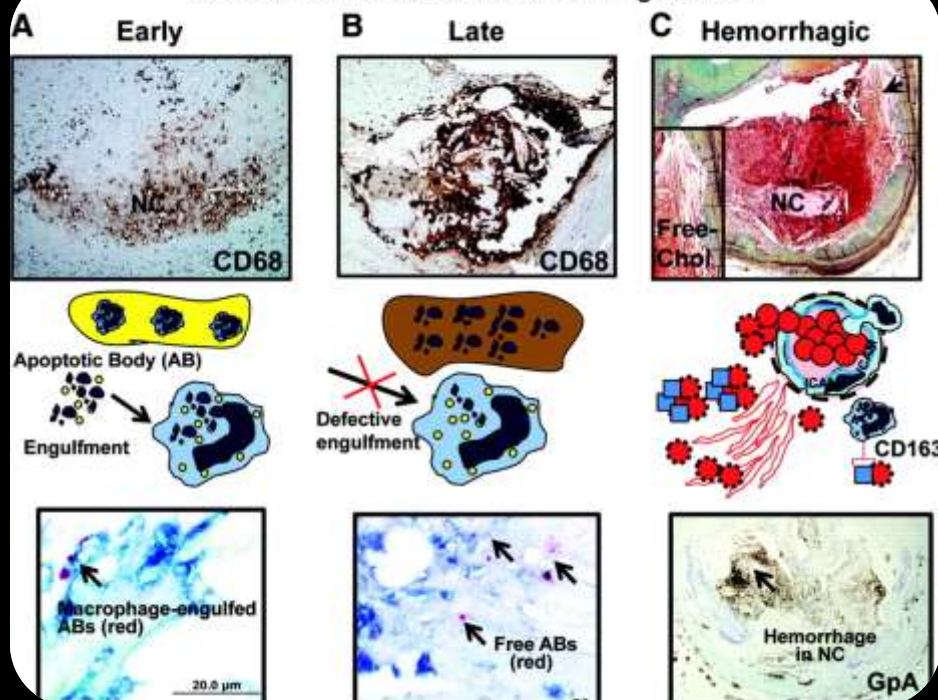 A
Early
B
Late
C
Hemorrhagic
NC
CD68
CD68
NC
Free-
Chol
Apoptotic Body (AB)
Engulfment
Defective
engulfment
CD163
Macrophage-engulfed
ABs (red)
20.0 µm
Free ABs
(red)
Hemorrhage
in NC
GpA